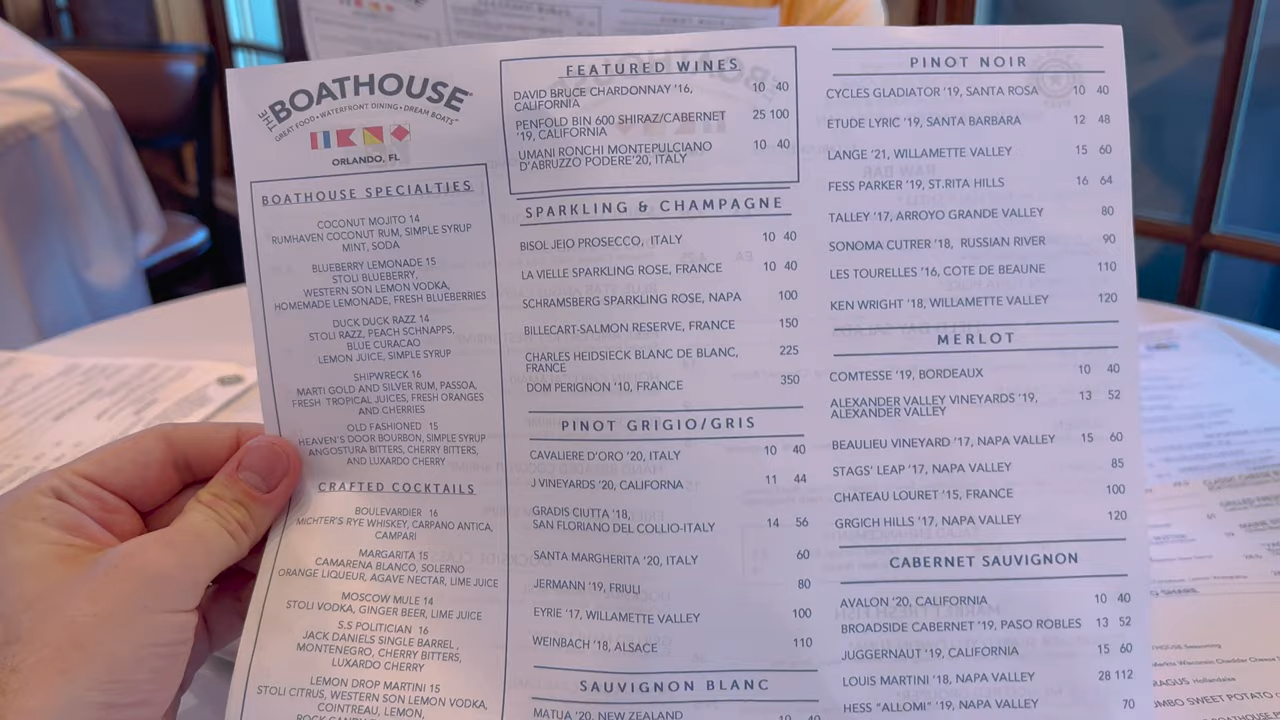 THE BOATHOUSE
GREAT FOOD • WATERFRONT DINING • DREAM BOATS
ORLANDO, FL
BOATHOUSE SPECIALTIES
COCONUT MOJITO 14
RUMHAVEN COCONUT RUM, SIMPLE SYRUP
MINT, SODA
BLUEBERRY LEMONADE 15
STOLI BLUEBERRY,
WESTERN SON LEMON VODKA,
HOMEMADE LEMONADE, FRESH BLUEBERRIES
DUCK DUCK RAZZ 14
STOLI RAZZ, PEACH SCHNAPPS,
BLUE CURACAO
LEMON JUICE, SIMPLE SYRUP
SHIPWRECK 16
MARTI GOLD AND SILVER RUM, PASSOA,
FRESH TROPICAL JUICES, FRESH ORANGES
AND CHERRIES
OLD FASHIONED 15
HEAVEN'S DOOR BOURBON, SIMPLE SYRUP
ANGOSTURA BITTERS, CHERRY BITTERS,
AND LUXARDO CHERRY
CRAFTED COCKTAILS
BOULEVARDIER 16
MICHTER'S RYE WHISKEY, CARPANO ANTICA,
CAMPARI
MARGARITA 15
CAMARENA BLANCO, SOLERNO
ORANGE LIQUEUR, AGAVE NECTAR, LIME JUICE
MOSCOW MULE 14
STOLI VODKA, GINGER BEER, LIME JUICE
S.S POLITICIAN 16
JACK DANIELS SINGLE BARREL,
MONTENEGRO, CHERRY BITTERS,
LUXARDO CHERRY
LEMON DROP MARTINI 15
STOLI CITRUS, WESTERN SON LEMON VODKA,
COINTREAU, LEMON,
FEATURED WINES
DAVID BRUCE CHARDONNAY '16, 10 40
CALIFORNIA
PENFOLD BIN 600 SHIRAZ/CABERNET 25 100
'19, CALIFORNIA
UMANI RONCHI MONTEPULCIANO 10 40
D'ABRUZZO PODERE'20, ITALY
SPARKLING & CHAMPAGNE
BISOL JEIO PROSECCO, ITALY 10 40
LA VIELLE SPARKLING ROSE, FRANCE 10 40
SCHRAMSBERG SPARKLING ROSE, NAPA 100
BILLECART-SALMON RESERVE, FRANCE 150
CHARLES HEIDSIECK BLANC DE BLANC, 225
FRANCE
DOM PERIGNON '10, FRANCE 350
PINOT GRIGIO/GRIS
CAVALIERE D'ORO '20, ITALY 10 40
J VINEYARDS '20, CALIFORNA 11 44
GRADIS CIUTTA '18,
SAN FLORIANO DEL COLLIO-ITALY 14 56
SANTA MARGHERITA '20, ITALY 60
JERMANN '19, FRIULI 80
EYRIE '17, WILLAMETTE VALLEY 100
WEINBACH '18, ALSACE 110
SAUVIGNON BLANC
MATUA '20, NEW ZEALAND 10 40
PINOT NOIR
CYCLES GLADIATOR '19, SANTA ROSA 10 40
ETUDE LYRIC '19, SANTA BARBARA 12 48
LANGE '21, WILLAMETTE VALLEY 15 60
FESS PARKER '19, ST.RITA HILLS 16 64
TALLEY '17, ARROYO GRANDE VALLEY 80
SONOMA CUTRER '18, RUSSIAN RIVER 90
LES TOURELLES '16, COTE DE BEAUNE 110
KEN WRIGHT '18, WILLAMETTE VALLEY 120
MERLOT
COMTESSE '19, BORDEAUX 10 40
ALEXANDER VALLEY VINEYARDS '19, 13 52
ALEXANDER VALLEY
BEAULIEU VINEYARD '17, NAPA VALLEY 15 60
STAGS' LEAP '17, NAPA VALLEY 85
CHATEAU LOURET '15, FRANCE 100
GRGICH HILLS '17, NAPA VALLEY 120
CABERNET SAUVIGNON
AVALON '20, CALIFORNIA 10 40
BROADSIDE CABERNET '19, PASO ROBLES 13 52
JUGGERNAUT '19, CALIFORNIA 15 60
LOUIS MARTINI '18, NAPA VALLEY 28 112
HESS "ALLOMI" '19, NAPA VALLEY 70